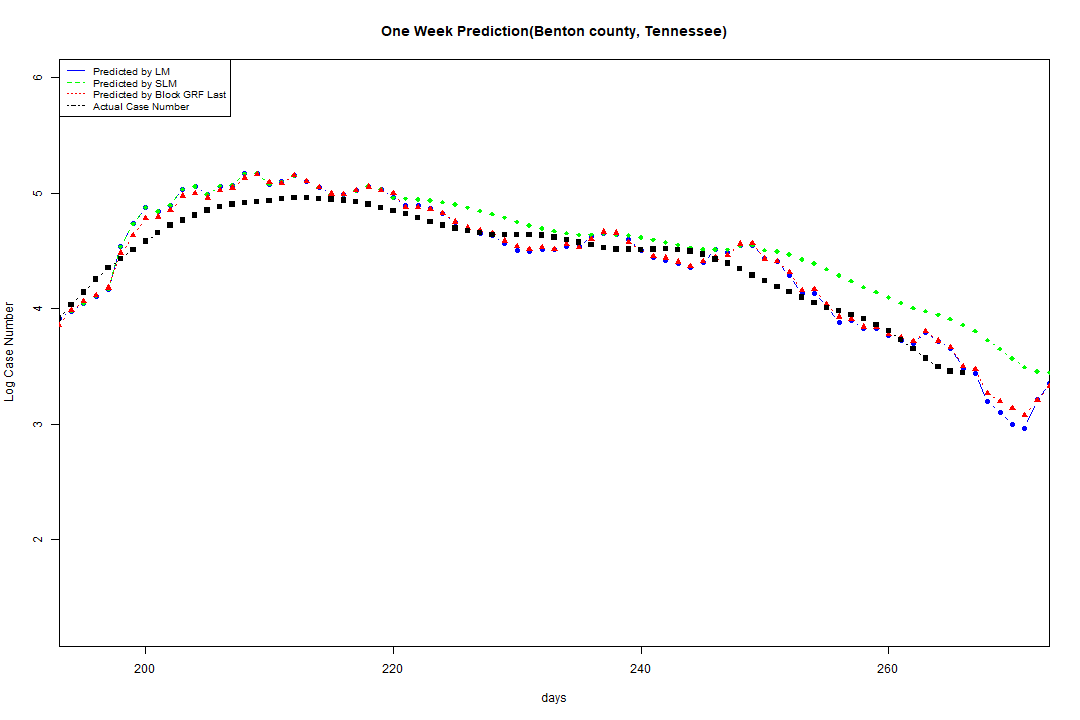 One Week Prediction(Benton county, Tennessee)
Predicted by LM
Predicted by SLM
Predicted by Block GRF Last
Actual Case Number
6
5
4
3
2
Log Case Number
200
220
240
260
days